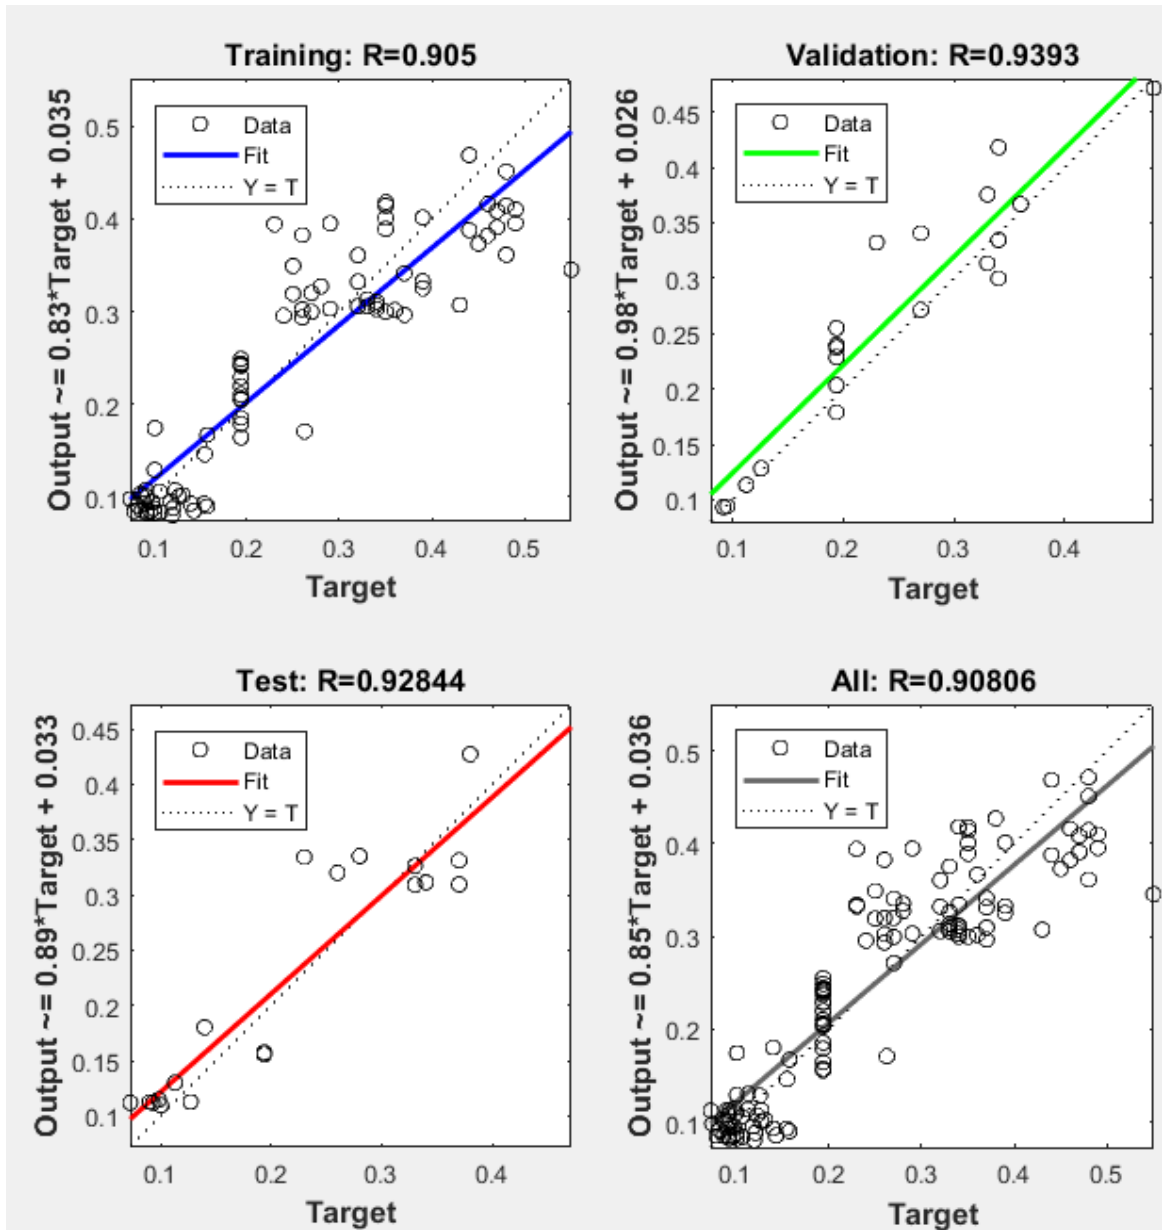 Training: R=0.905
Output ~= 0.83*Target + 0.035
Data
Fit
Y = T
0.5
0.4
0.3
0.2
0.1
0.1 0.2 0.3 0.4 0.5
Target
Validation: R=0.9393
Output ~= 0.98*Target + 0.026
Data
Fit
Y = T
0.45
0.4
0.35
0.3
0.25
0.2
0.15
0.1
0.1 0.2 0.3 0.4
Target
Test: R=0.92844
Output ~= 0.89*Target + 0.033
Data
Fit
Y = T
0.45
0.4
0.35
0.3
0.25
0.2
0.15
0.1
0.1 0.2 0.3 0.4
Target
All: R=0.90806
Output ~= 0.85*Target + 0.036
Data
Fit
Y = T
0.5
0.4
0.3
0.2
0.1
0.1 0.2 0.3 0.4 0.5
Target